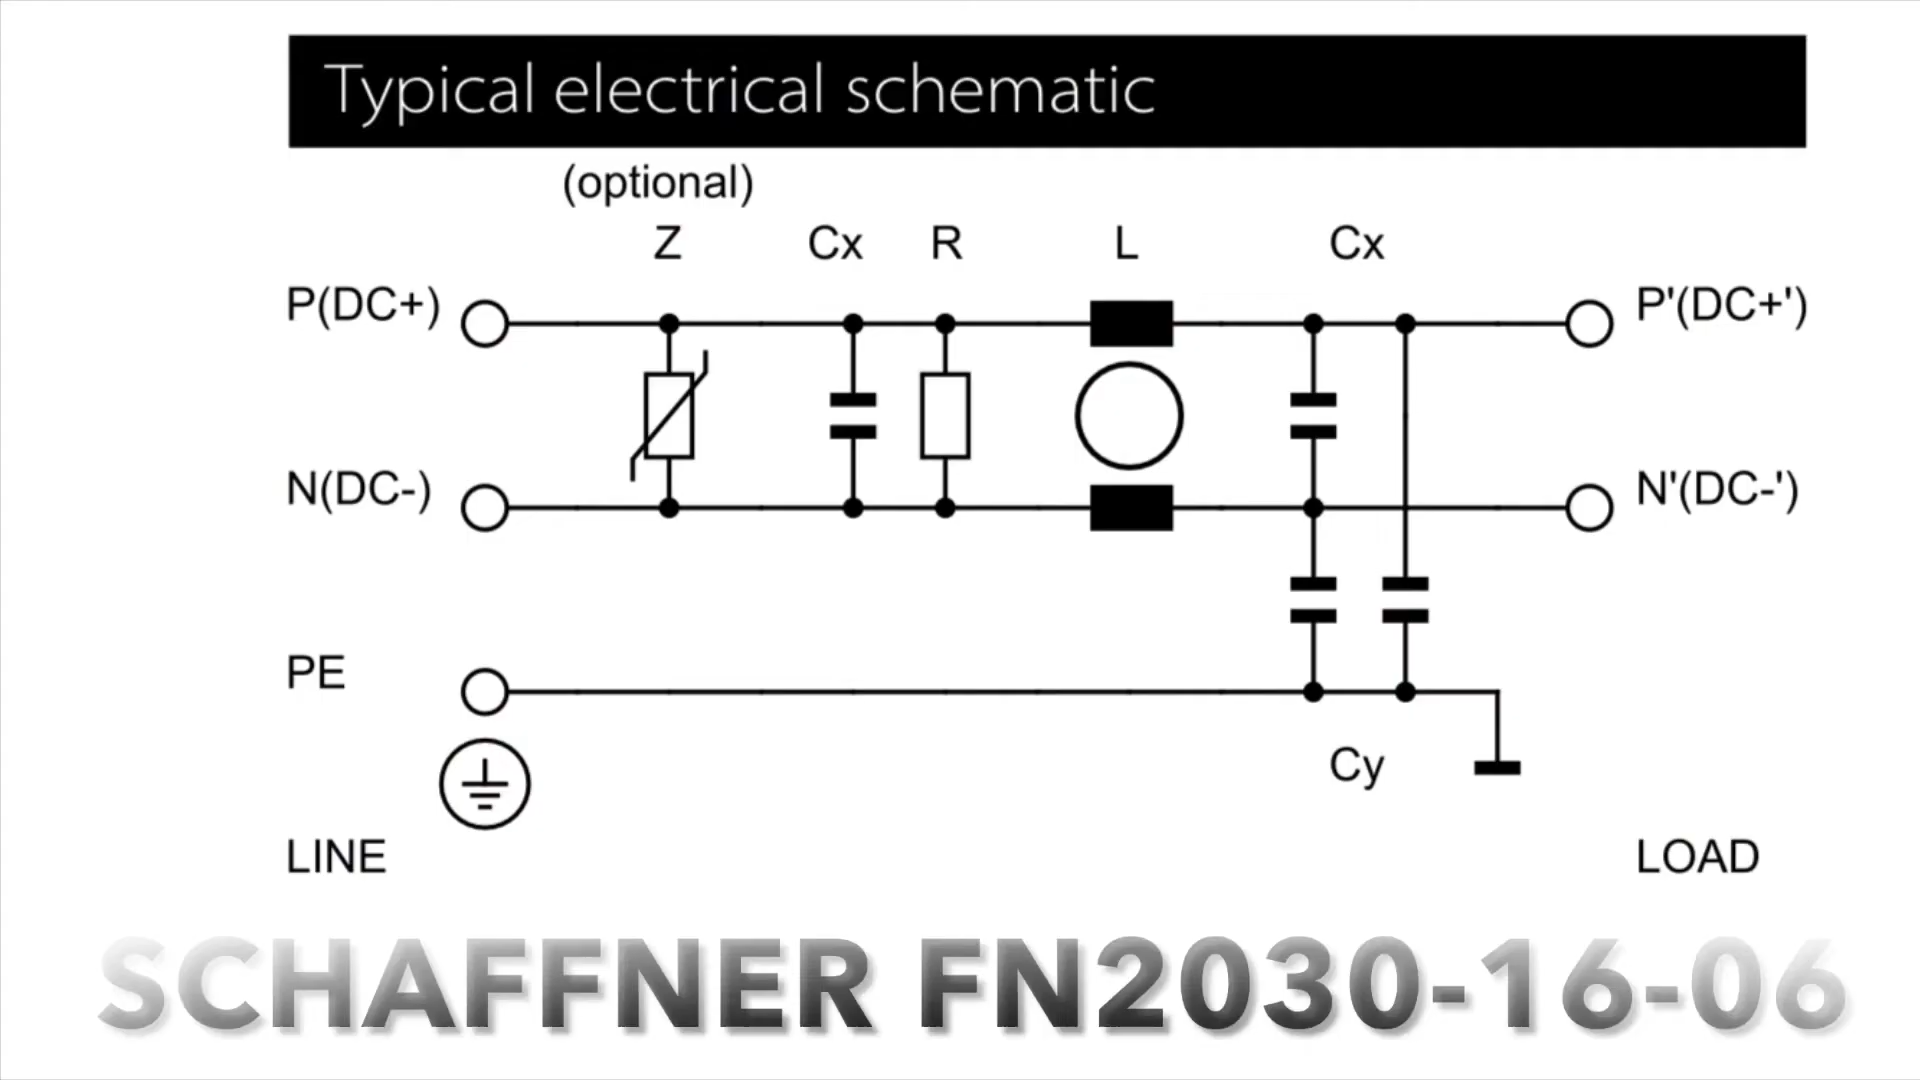 Typical electrical schematic
(optional)
Z Cx R L Cx
P(DC+) P'(DC+')
N(DC-) N'(DC-')
PE
Cy
LINE LOAD
SCHAFFNER FN2030-16-06